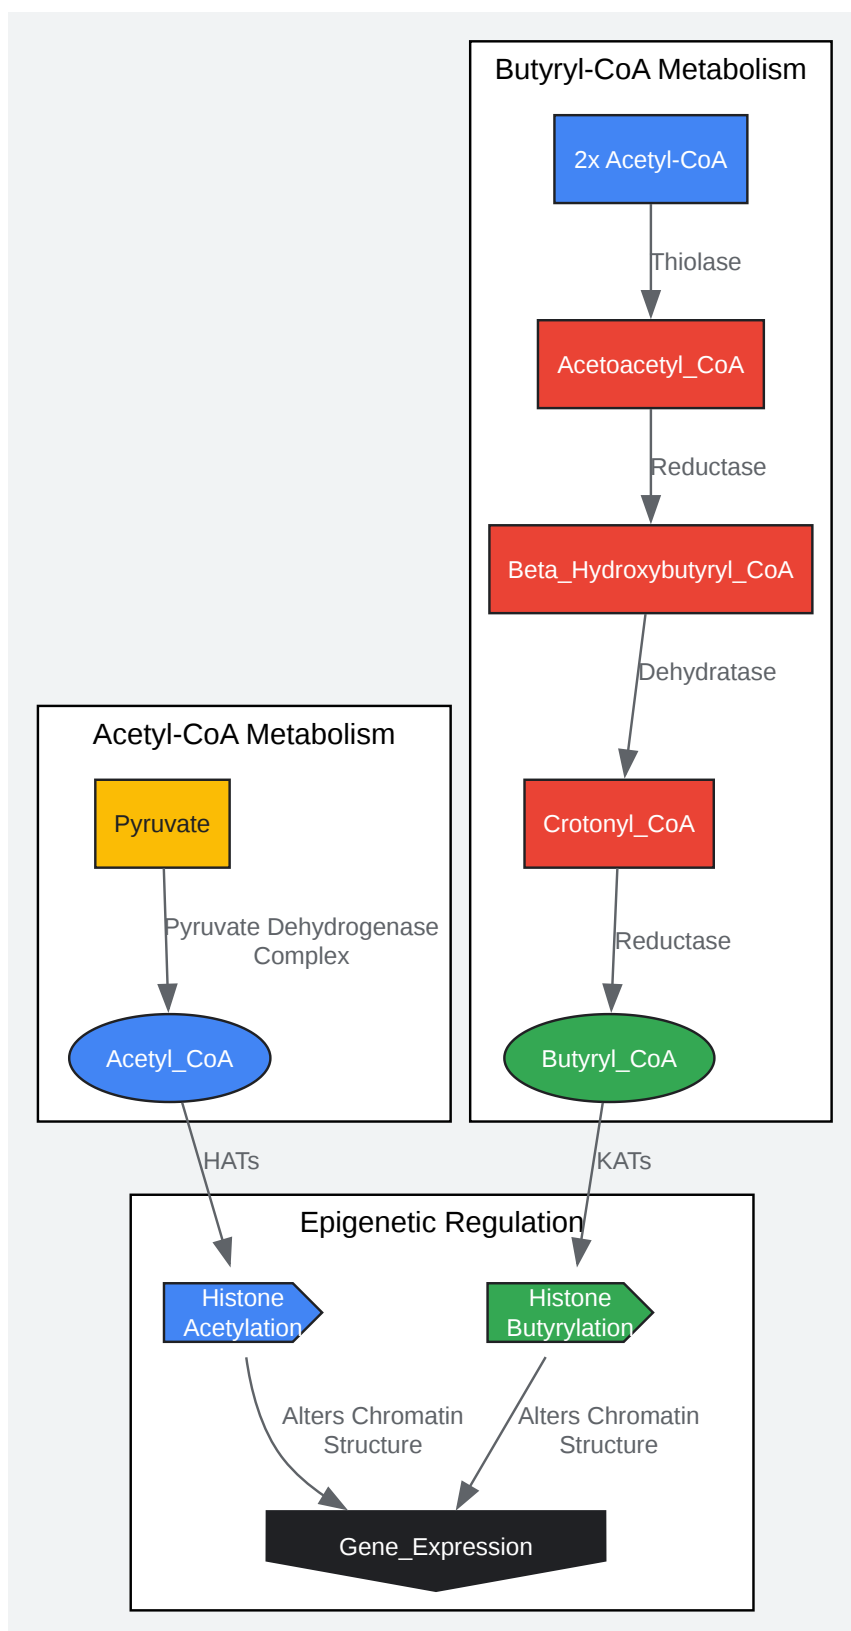 Butyryl-CoA Metabolism
2x Acetyl-CoA
Thiolase
Acetoacetyl_CoA
Reductase
Beta_Hydroxybutyryl_CoA
Dehydratase
Crotonyl_CoA
Reductase
Butyryl_CoA
KATs
Acetyl-CoA Metabolism
Pyruvate
Pyruvate Dehydrogenase
Complex
Acetyl_CoA
HATs
Epigenetic Regulation
Histone
Acetylation
Histone
Butyrylation
Alters Chromatin
Structure
Alters Chromatin
Structure
Gene_Expression